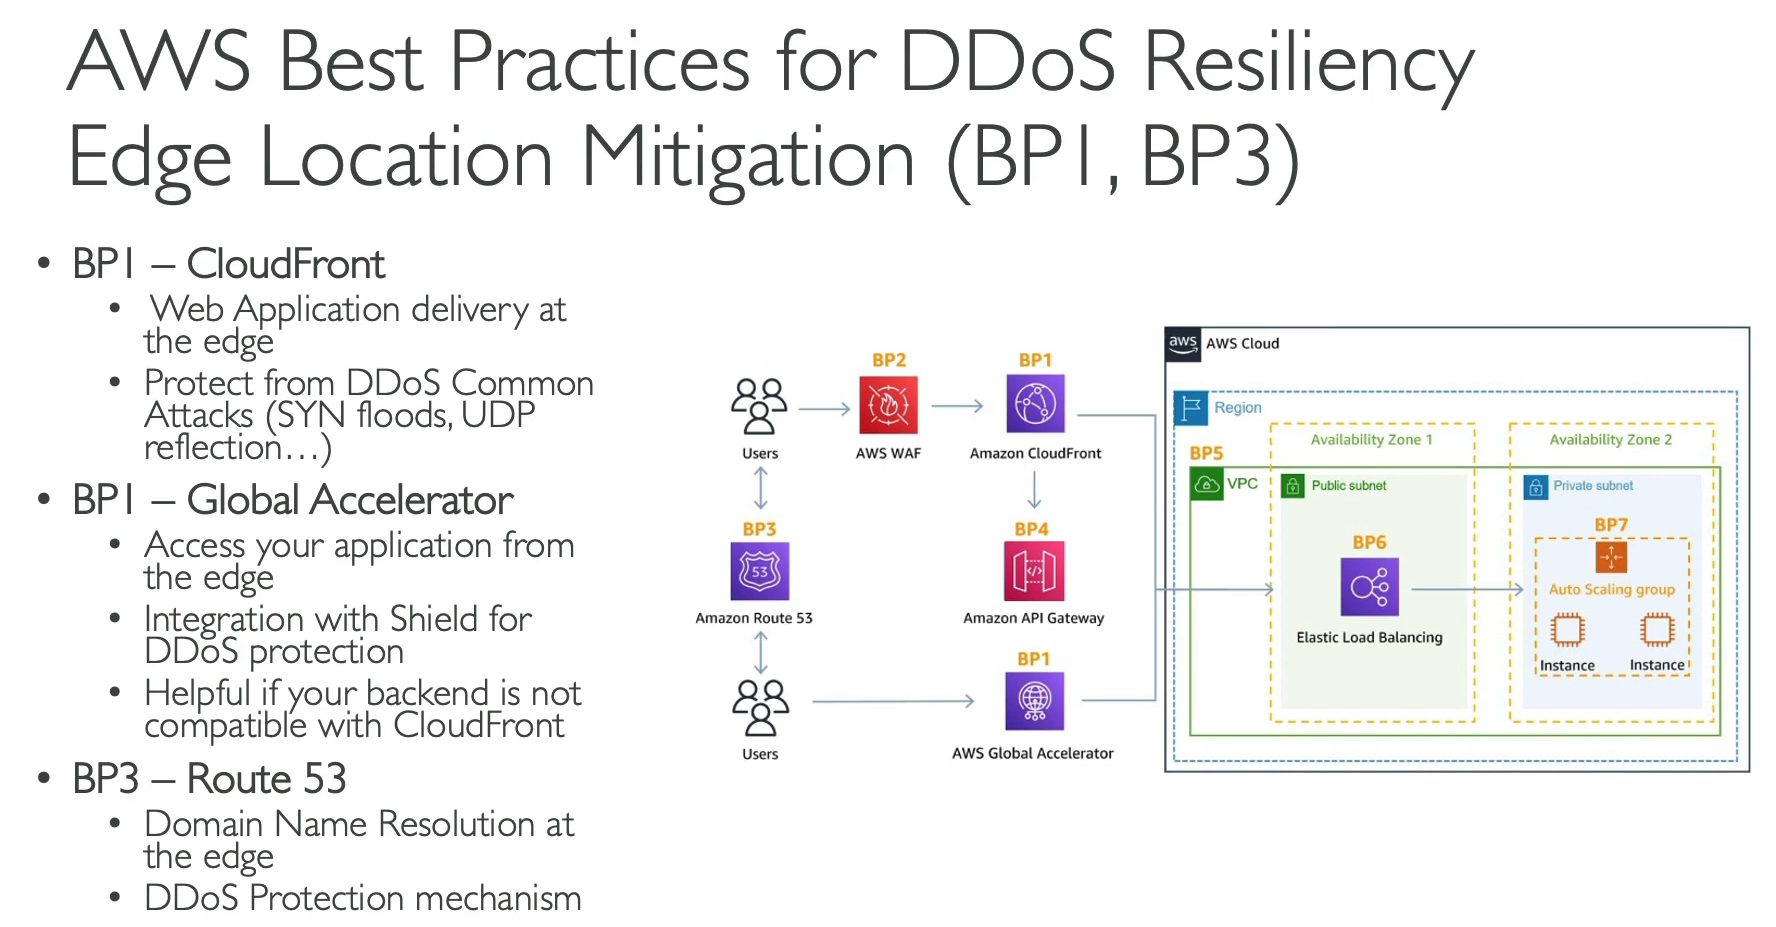 AWS Best Practices for DDoS Resiliency
Edge Location Mitigation (BP1, BP3)
• BP1 – CloudFront
• Web Application delivery at
the edge
• Protect from DDoS Common
Attacks (SYN floods, UDP
reflection…)
• BP1 – Global Accelerator
• Access your application from
the edge
• Integration with Shield for
DDoS protection
• Helpful if your backend is not
compatible with CloudFront
• BP3 – Route 53
• Domain Name Resolution at
the edge
• DDoS Protection mechanism
Users
BP2
AWS WAF
BP1
Amazon CloudFront
BP3
53
Amazon Route 53
BP4
</>
Amazon API Gateway
Users
BP1
AWS Global Accelerator
aws
AWS Cloud
Region
Availability Zone 1
Availability Zone 2
BP5
VPC
Public subnet
Private subnet
BP6
Elastic Load Balancing
BP7
Auto Scaling group
Instance
Instance